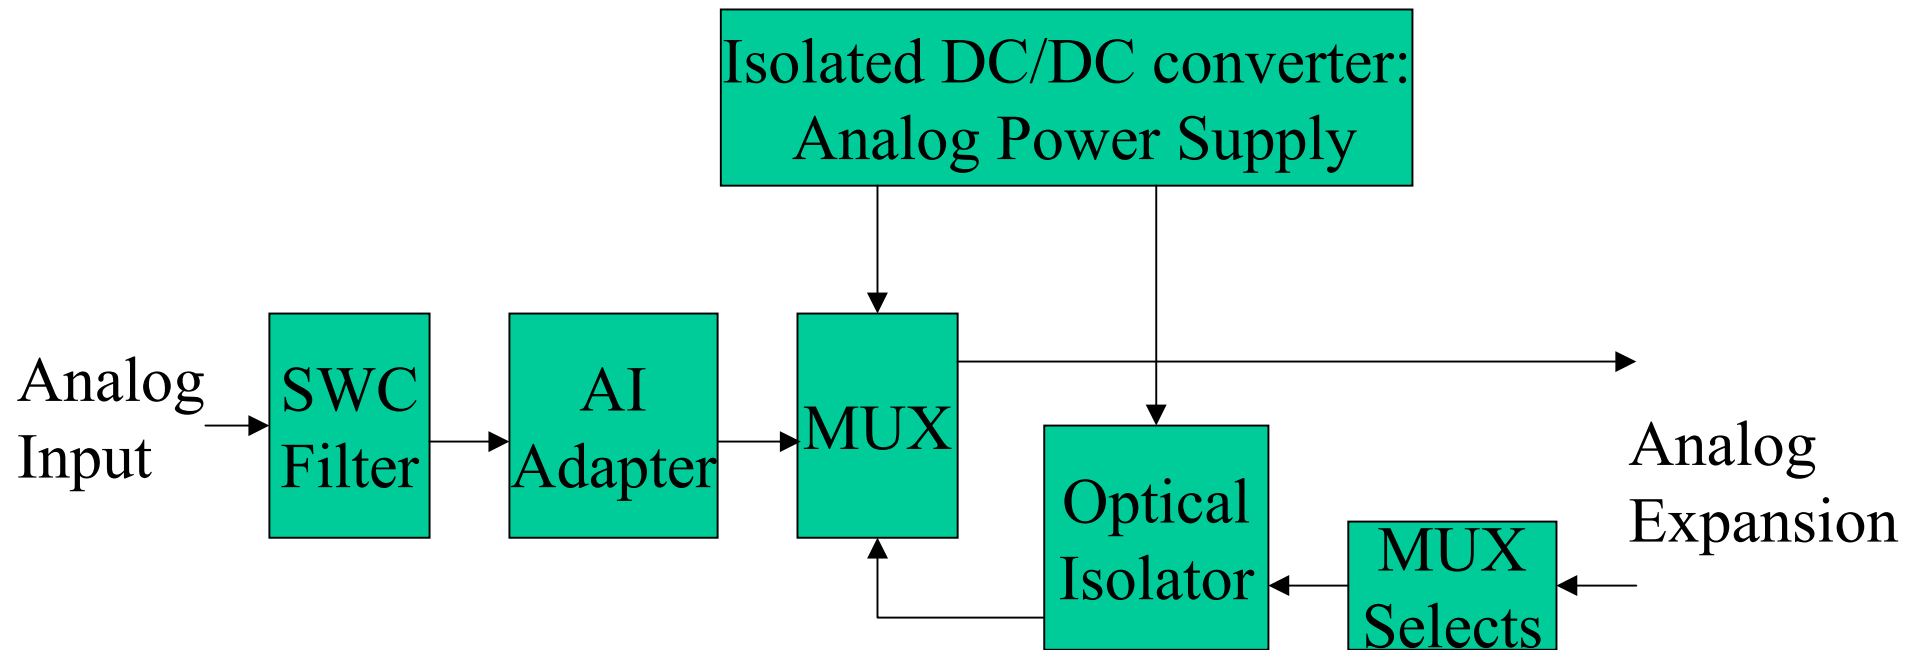 Isolated DC/DC converter:
Analog Power Supply
Analog
Input
SWC
Filter
AI
Adapter
MUX
Optical
Isolator
MUX
Selects
Analog
Expansion